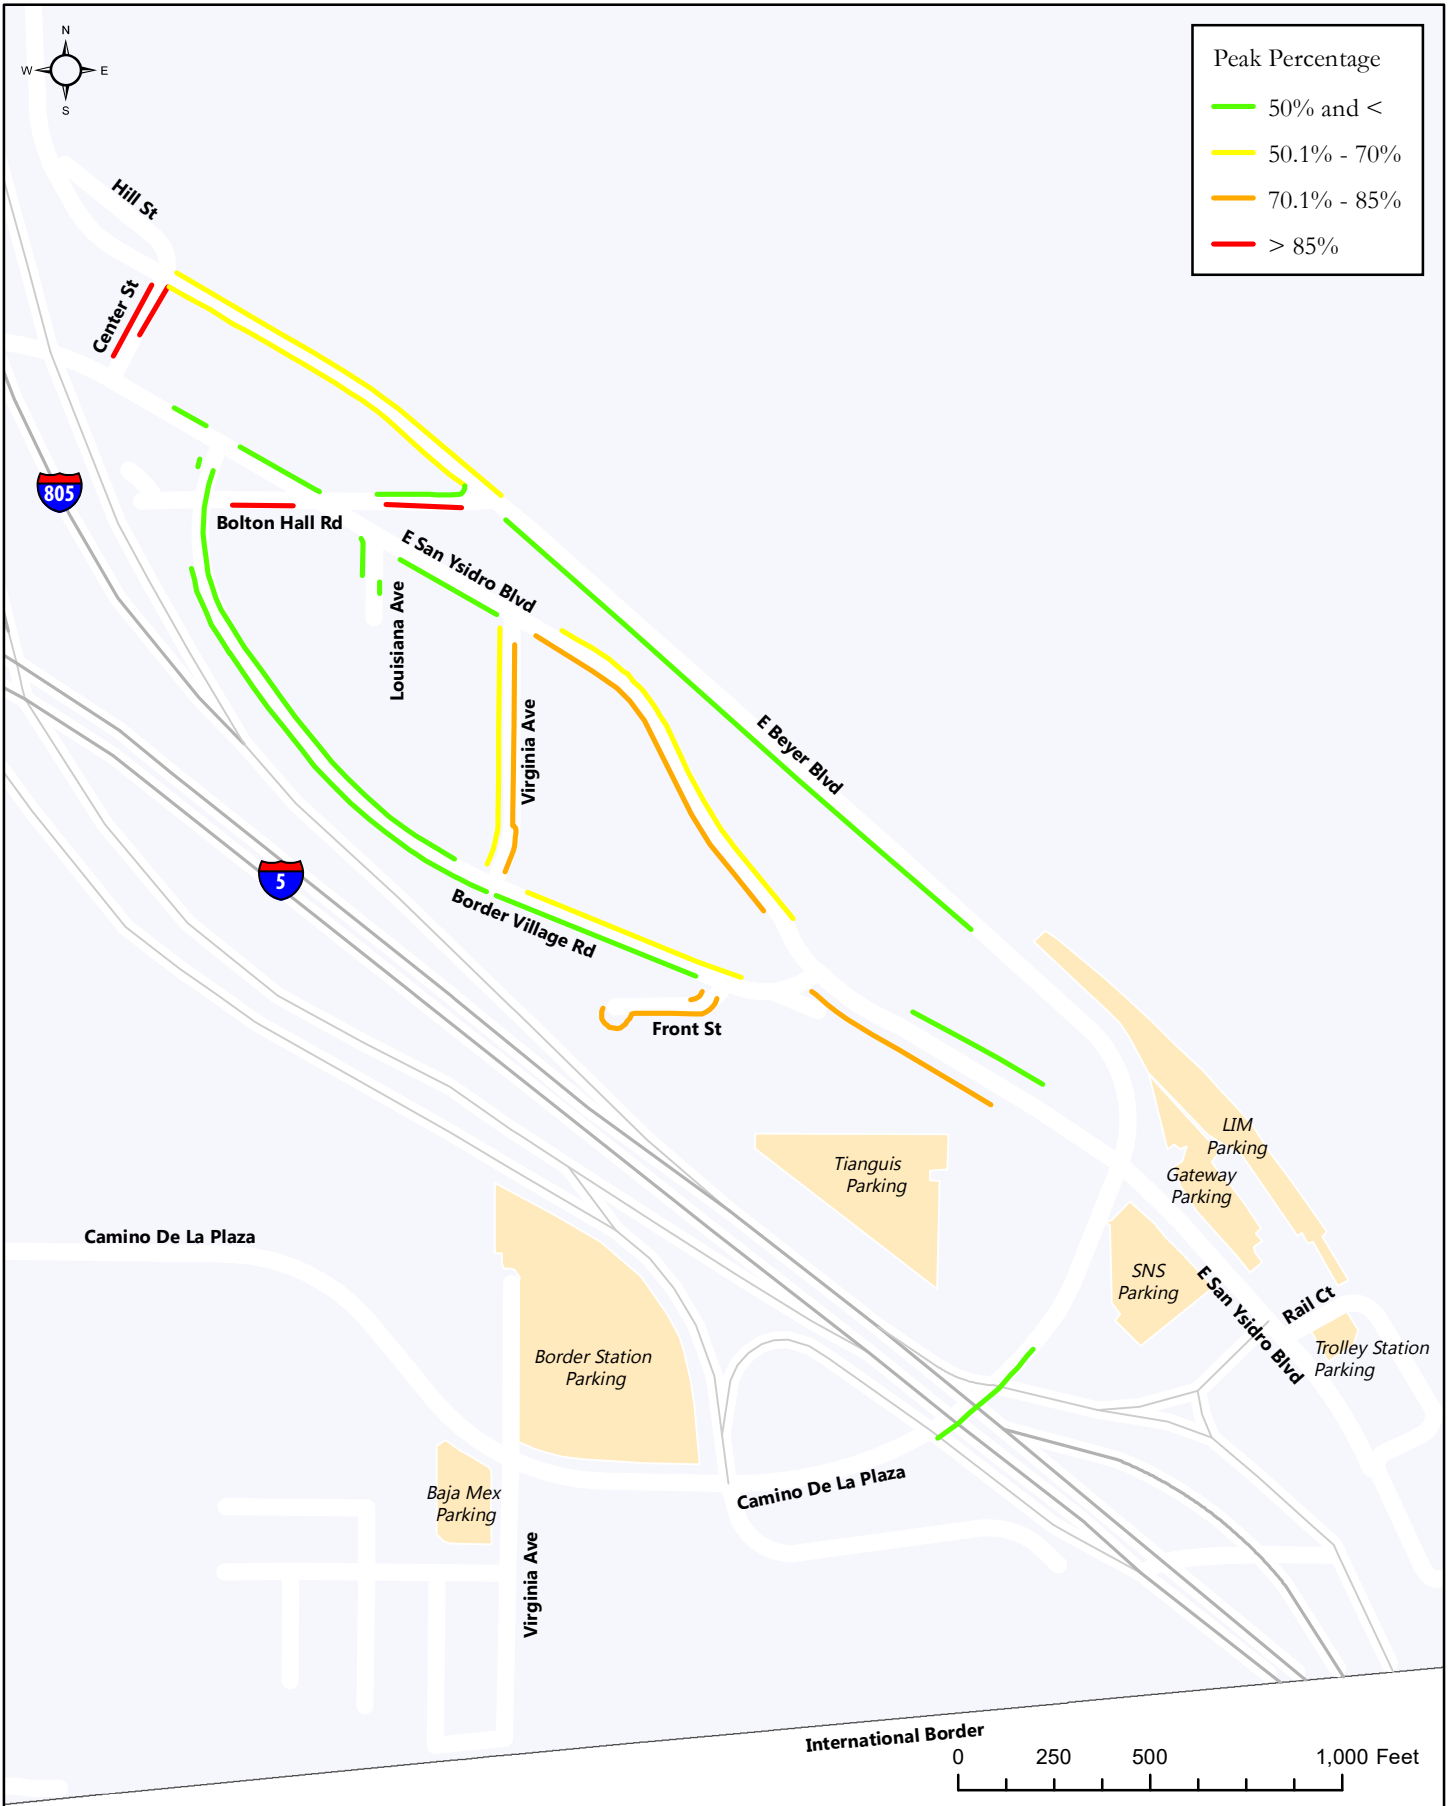 N
W
E
S
Peak Percentage
50% and <
50.1% - 70%
70.1% - 85%
> 85%
Hill St
Center St
805
Bolton Hall Rd
E San Ysidro Blvd
Louisiana Ave
Virginia Ave
E Beyer Blvd
5
Border Village Rd
Front St
LIM
Parking
Tianguis
Parking
Gateway
Parking
Camino De La Plaza
SNS
Parking
E San Ysidro Blvd
Rail Ct
Trolley Station
Parking
Border Station
Parking
Baja Mex
Parking
Camino De La Plaza
Virginia Ave
International Border
0 250 500 1,000 Feet